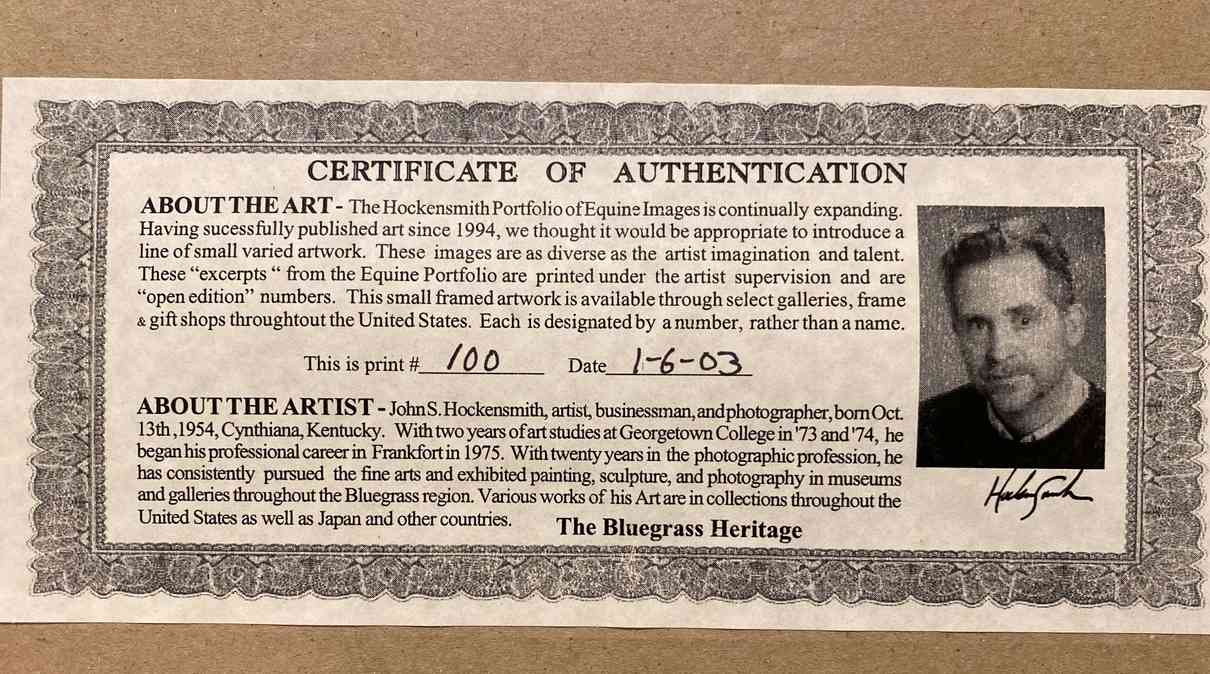 CERTIFICATE OF AUTHENTICATION
ABOUT THE ART - The Hockensmith Portfolio of Equine Images is continually expanding.
Having sucessfully published art since 1994, we thought it would be appropriate to introduce a
line of small varied artwork. These images are as diverse as the artist imagination and talent.
These “excerpts “ from the Equine Portfolio are printed under the artist supervision and are
“open edition” numbers. This small framed artwork is available through select galleries, frame
& gift shops throughtout the United States. Each is designated by a number, rather than a name.
This is print # 100 Date 1-6-03
ABOUT THE ARTIST - John S. Hockensmith, artist, businessman, and photographer, born Oct.
13th ,1954, Cynthiana, Kentucky. With two years of art studies at Georgetown College in '73 and '74, he
began his professional career in Frankfort in 1975. With twenty years in the photographic profession, he
has consistently pursued the fine arts and exhibited painting, sculpture, and photography in museums
and galleries throughout the Bluegrass region. Various works of his Art are in collections throughout the
United States as well as Japan and other countries.
The Bluegrass Heritage
Hockensmith